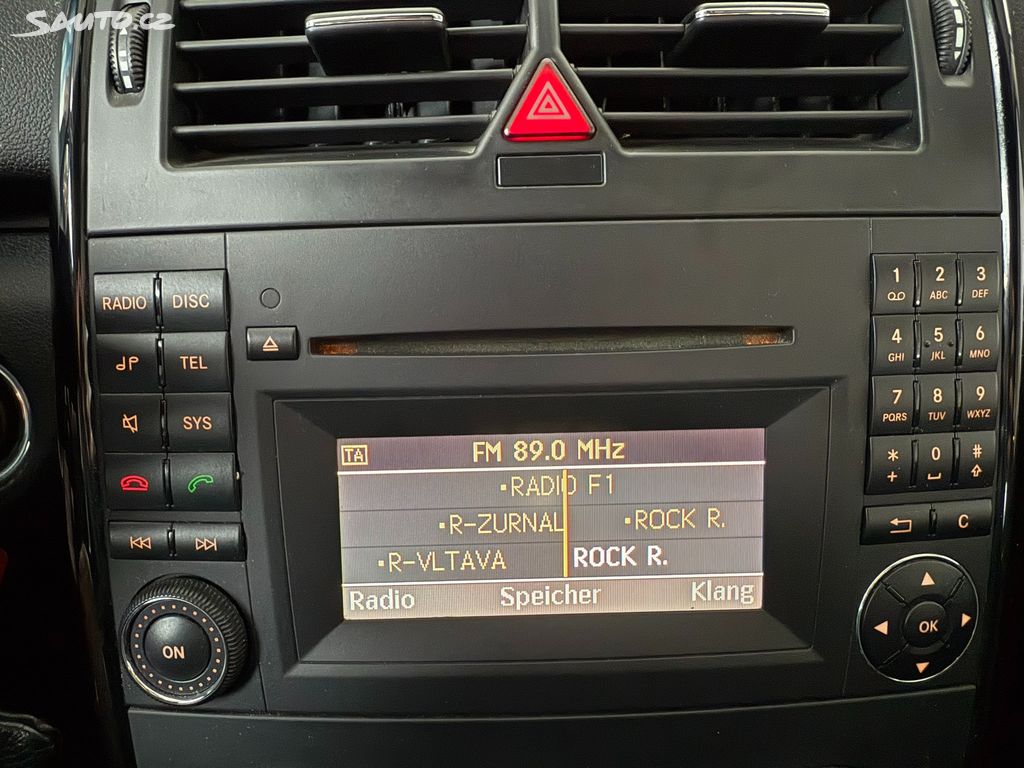 Sauto.cz
RADIO DISC
TEL
SYS
ON
TA FM 89.0 MHz
•RADIO F1
•R-ZURNAL •ROCK R.
•R-VLTAVA ROCK R.
Radio Speicher Klang
1 2 3
ABC DEF
4 5 6
GHI JKL MNO
7 8 9
PQRS TUV WXYZ
* 0 #
+
C
OK